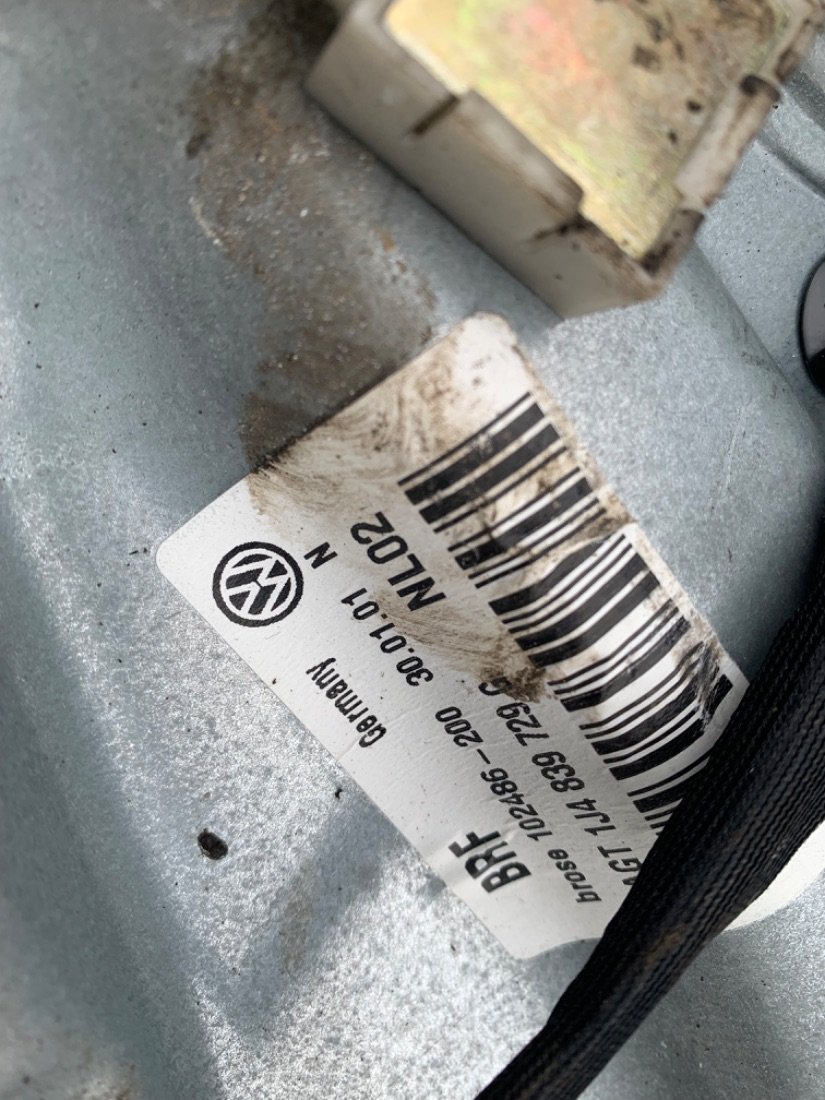 BRF Germany
brose 102486-200 30.01.01 N
1J4 839 729 NL02